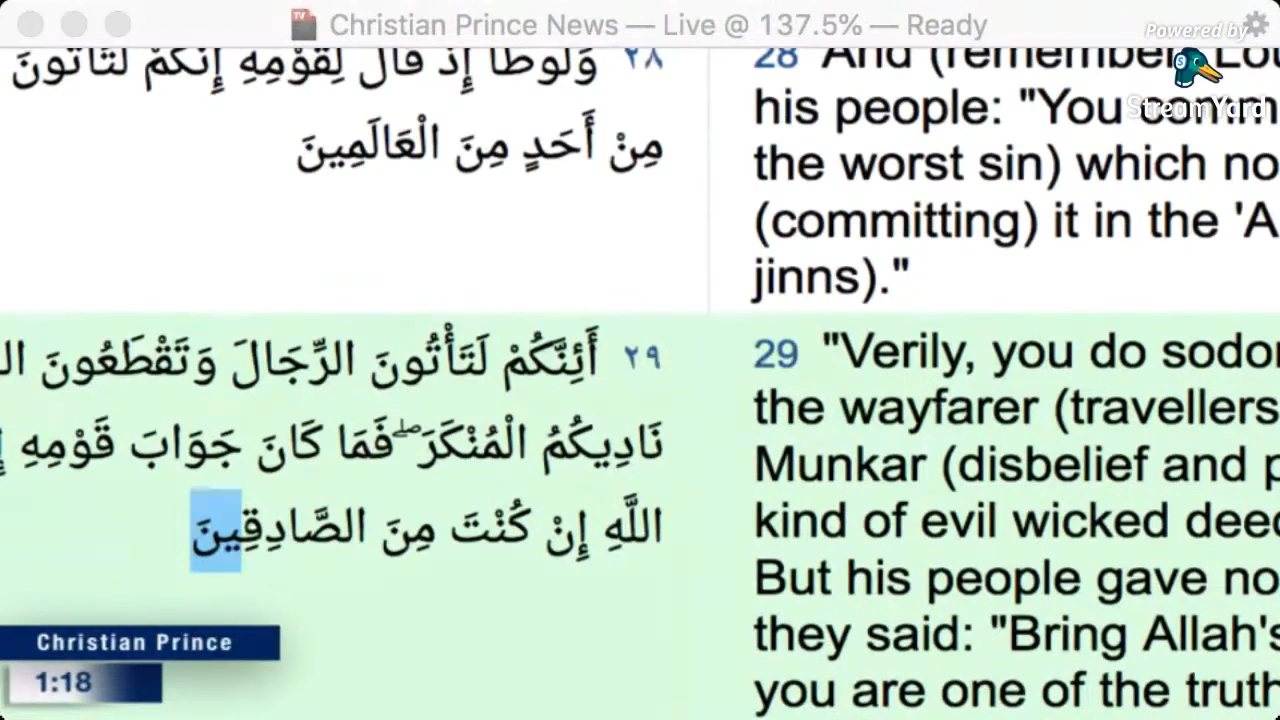 Christian Prince News — Live @ 137.5% — Ready
Powered by
StreamYard
٢٨ وَلُوطًا إِذْ قَالَ لِقَوْمِهِ إِنَّكُمْ لَتَأْتُونَ
مِنْ أَحَدٍ مِنَ الْعَالَمِينَ
28 And (remember) Lou
his people: "You comm
the worst sin) which no
(committing) it in the 'A
jinns)."
٢٩ أَئِنَّكُمْ لَتَأْتُونَ الرِّجَالَ وَتَقْطَعُونَ ال
نَادِيكُمُ الْمُنْكَرَ ۖ فَمَا كَانَ جَوَابَ قَوْمِهِ إ
اللَّهِ إِنْ كُنْتَ مِنَ الصَّادِقِينَ
29 "Verily, you do sodo
the wayfarer (travellers
Munkar (disbelief and p
kind of evil wicked deed
But his people gave no
they said: "Bring Allah's
you are one of the truth
Christian Prince
1:18